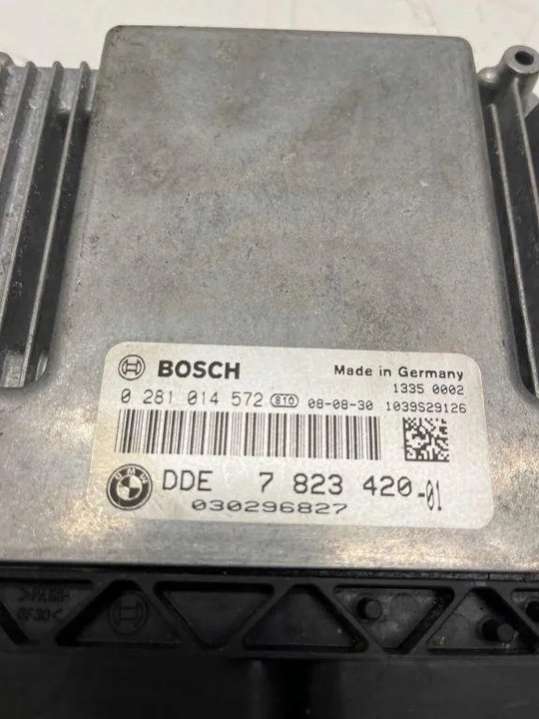 BOSCH
Made in Germany
1335 0002
0 281 014 572 810 08-08-30 1039S29126
BMW
DDE 7 823 420-01
030296827